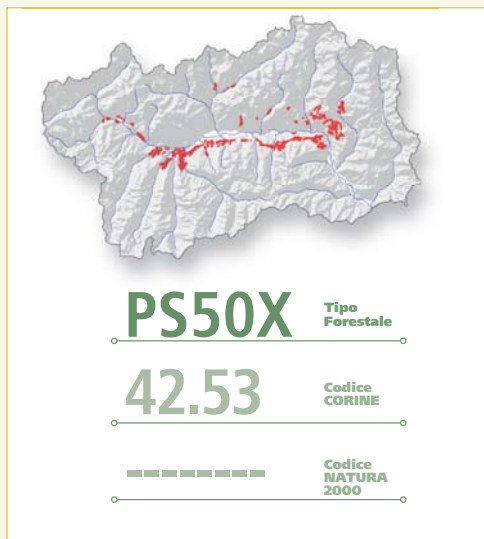 PS50X Tipo
Forestale
42.53 Codice
CORINE
-------- Codice
NATURA
2000